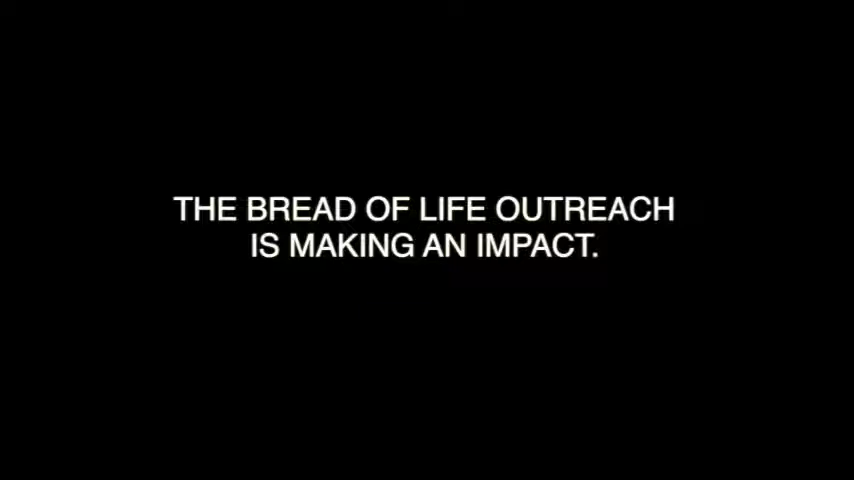 THE BREAD OF LIFE OUTREACH
IS MAKING AN IMPACT.